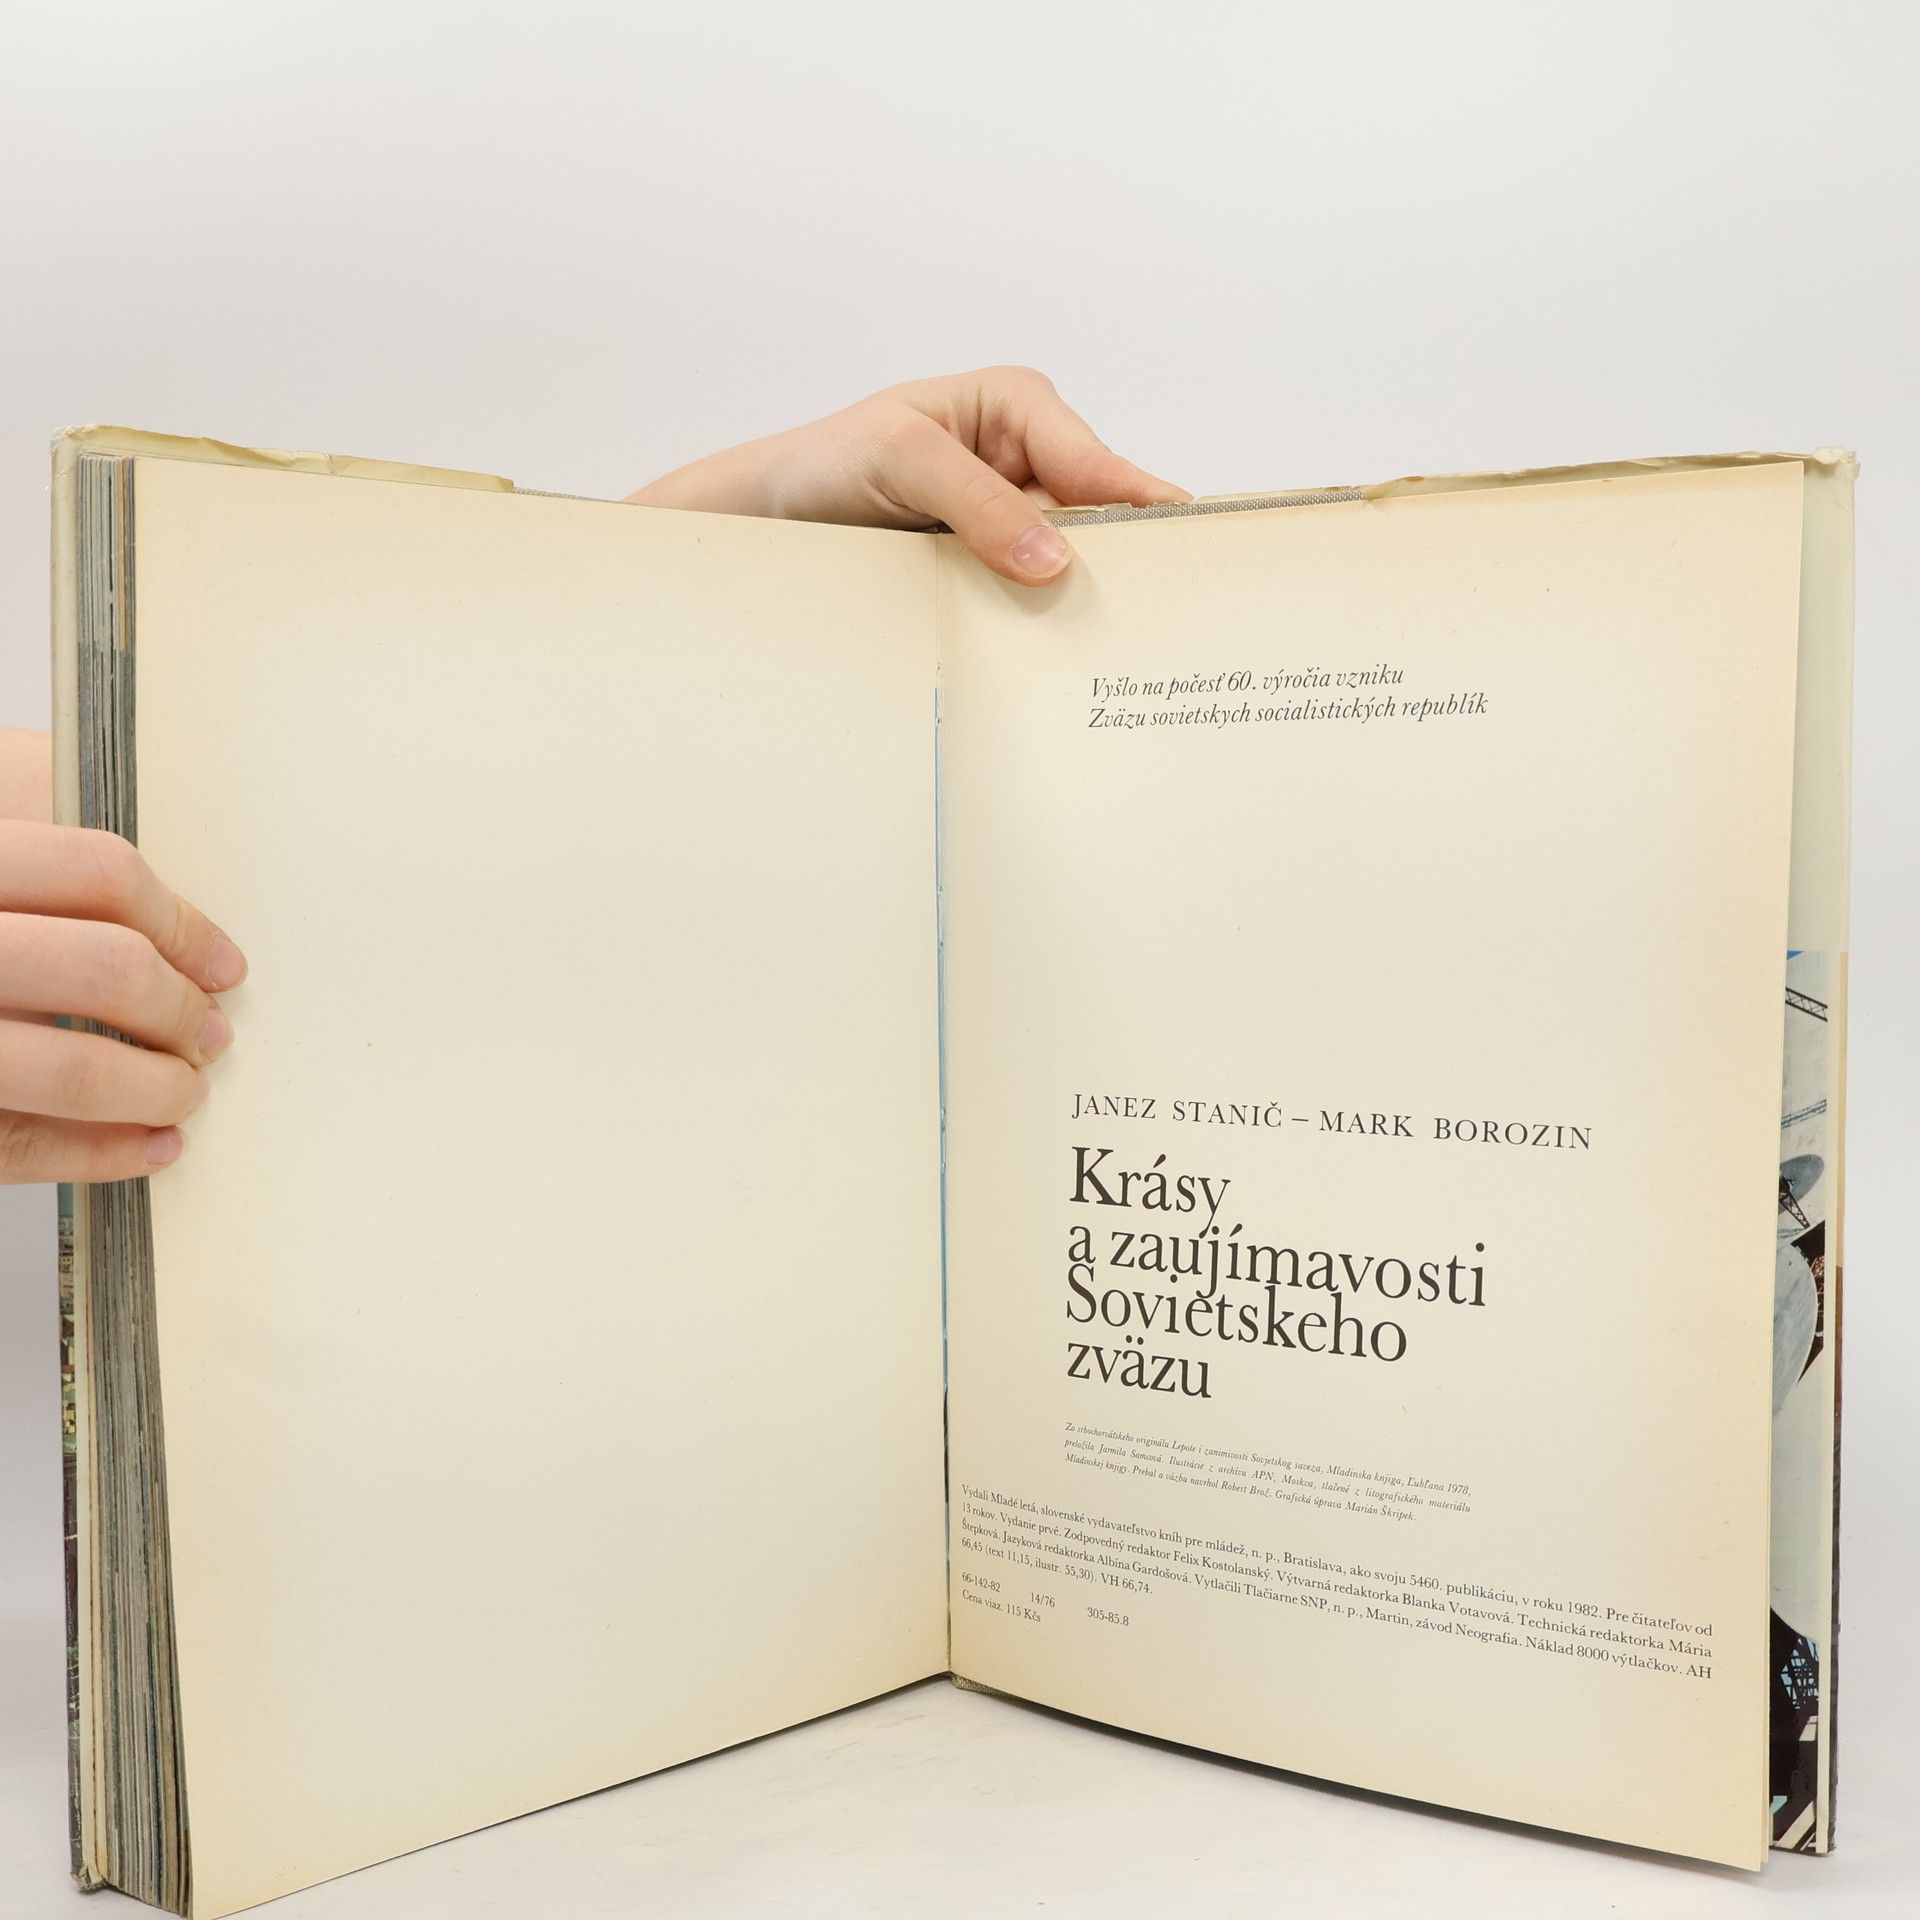 Vyšlo na počesť 60. výročia vzniku
Zväzu sovietskych socialistických republík
JANEZ STANIČ – MARK BOROZIN
Krásy
a zaujímavosti
Sovietskeho
zväzu
Zo srbochorvátskeho originálu Lepote i zanimivosti Sovjetskog saveza, Mladinska knjiga, Ľubľana 1978,
preložila Jarmila Samcová. Ilustrácie z archívu APN, Moskva, tlačené z litografického materiálu
Mladinskej knjigy. Prebal a väzbu navrhol Robert Brož. Grafická úprava Marián Škripek.
Vydali Mladé letá, slovenské vydavateľstvo kníh pre mládež, n. p., Bratislava, ako svoju 5460. publikáciu, v roku 1982. Pre čitateľov od
13 rokov. Vydanie prvé. Zodpovedný redaktor Felix Kostolanský. Výtvarná redaktorka Blanka Votavová. Technická redaktorka Mária
Štepková. Jazyková redaktorka Albína Gardošová. Vytlačili Tlačiarne SNP, n. p., Martin, závod Neografia. Náklad 8000 výtlačkov. AH
66,45 (text 11,15, ilustr. 55,30). VH 66,74.
66-142-82 14/76 305-85.8
Cena viaz. 115 Kčs